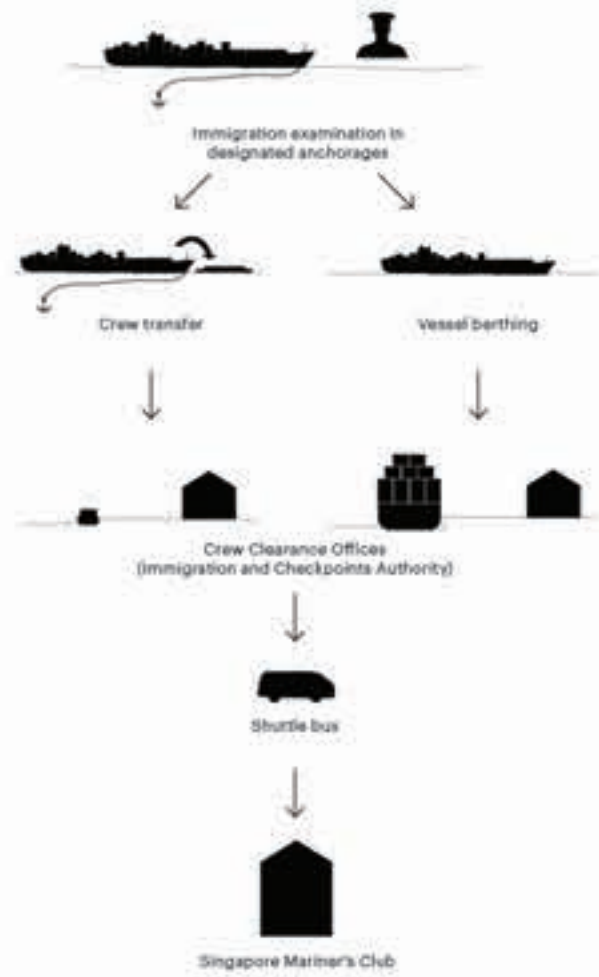 Immigration examination in
designated anchorages
Crew transfer
Vessel berthing
Crew Clearance Offices
(Immigration and Checkpoints Authority)
Shuttle bus
Singapore Mariner's Club